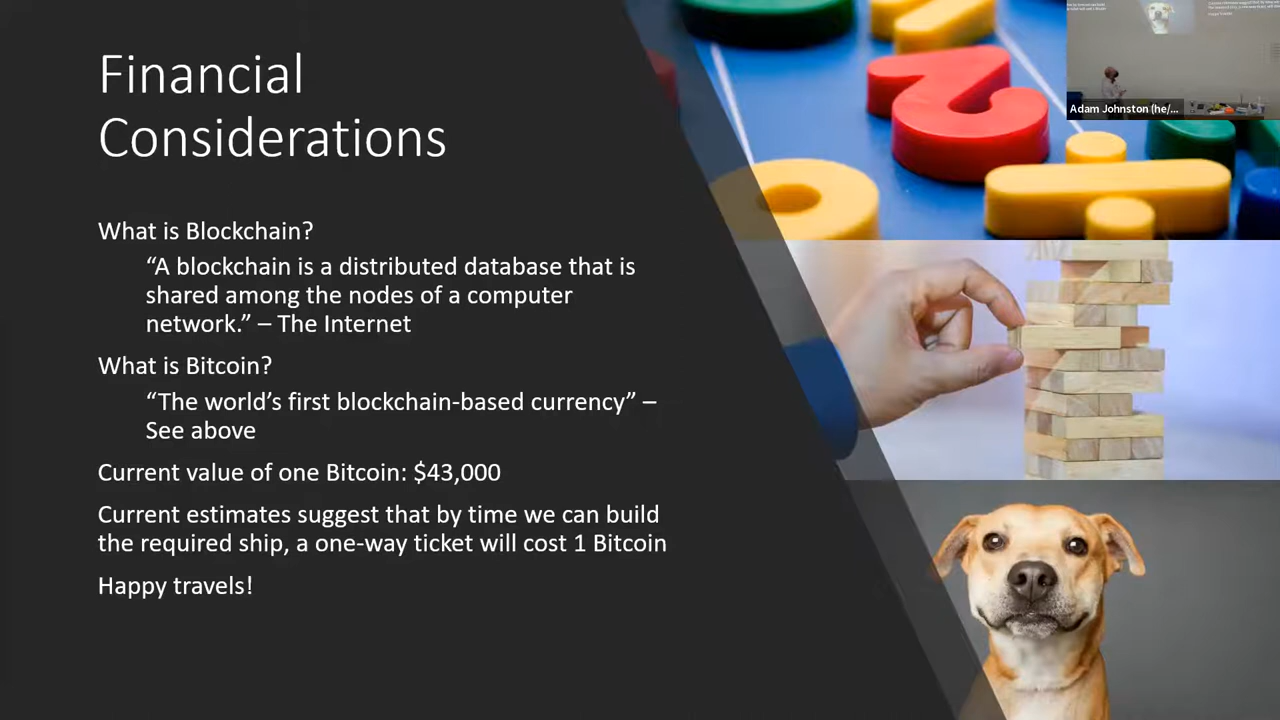 Financial
Considerations
What is Blockchain?
“A blockchain is a distributed database that is
shared among the nodes of a computer
network.” – The Internet
What is Bitcoin?
“The world’s first blockchain-based currency” –
See above
Current value of one Bitcoin: $43,000
Current estimates suggest that by time we can build
the required ship, a one-way ticket will cost 1 Bitcoin
Happy travels!
Adam Johnston (he/...